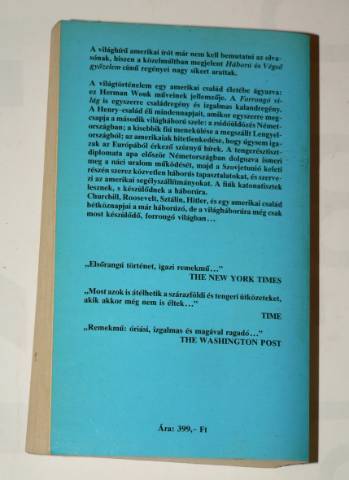 A világhírű amerikai írót már nem kell bemutatni az olva-
sónak, hiszen a közelmúltban megjelent Háború és Végső
győzelem című regényei nagy sikert arattak.
A világtörténelem egy amerikai család életébe ágyazva:
ez Herman Wouk műveinek jellemzője. A Forrongó vi-
lág is egyszerre családregény és izgalmas kalandregény.
A Henry-család éli mindennapjait, amikor egyszerre meg-
csapja a második világháború szele: a zsidóüldözés Német-
országban; a kisebbik fiú menekülése a megszállt Lengyel-
országból; az amerikaiak hitetlenkedése, hogy úgysem iga-
zak az Európából érkező szörnyű hírek. A tengerésztiszt-
diplomata apa először Németországban dolgozva ismeri
meg a náci uralom működését, majd a Szovjetunió keleti
részén szerez közvetlen háborús tapasztalatokat, és szerve-
zi az amerikai segélyszállítmányokat. A fiúk katonatisztek
lesznek, s készülődnek a háborúra.
Churchill, Roosevelt, Sztálin, Hitler, és egy amerikai család
hétköznapjai a már háborúzó, de a világháborúra még csak
most készülődő, forrongó világban...
„Elsőrangú történet, igazi remekmű..."
THE NEW YORK TIMES
„Most azok is átélhetik a szárazföldi és tengeri ütközeteket,
akik akkor még nem is éltek..."
TIME
„Remekmű: óriási, izgalmas és magával ragadó..."
THE WASHINGTON POST
Ára: 399,– Ft